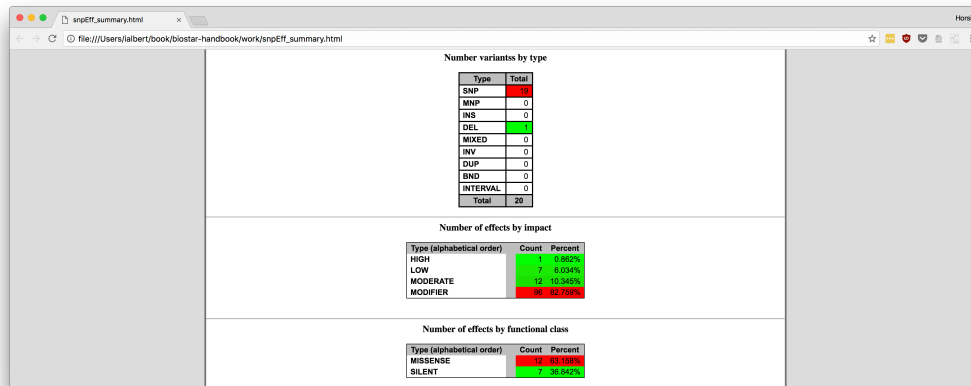 snpEff_summary.html
Hors
file:///Users/ialbert/book/biostar-handbook/work/snpEff_summary.html
Number variantss by type
Type Total
SNP 19
MNP 0
INS 0
DEL 1
MIXED 0
INV 0
DUP 0
BND 0
INTERVAL 0
Total 20
Number of effects by impact
Type (alphabetical order) Count Percent
HIGH 1 0.862%
LOW 7 6.034%
MODERATE 12 10.345%
MODIFIER 96 82.759%
Number of effects by functional class
Type (alphabetical order) Count Percent
MISSENSE 12 63.158%
SILENT 7 36.842%